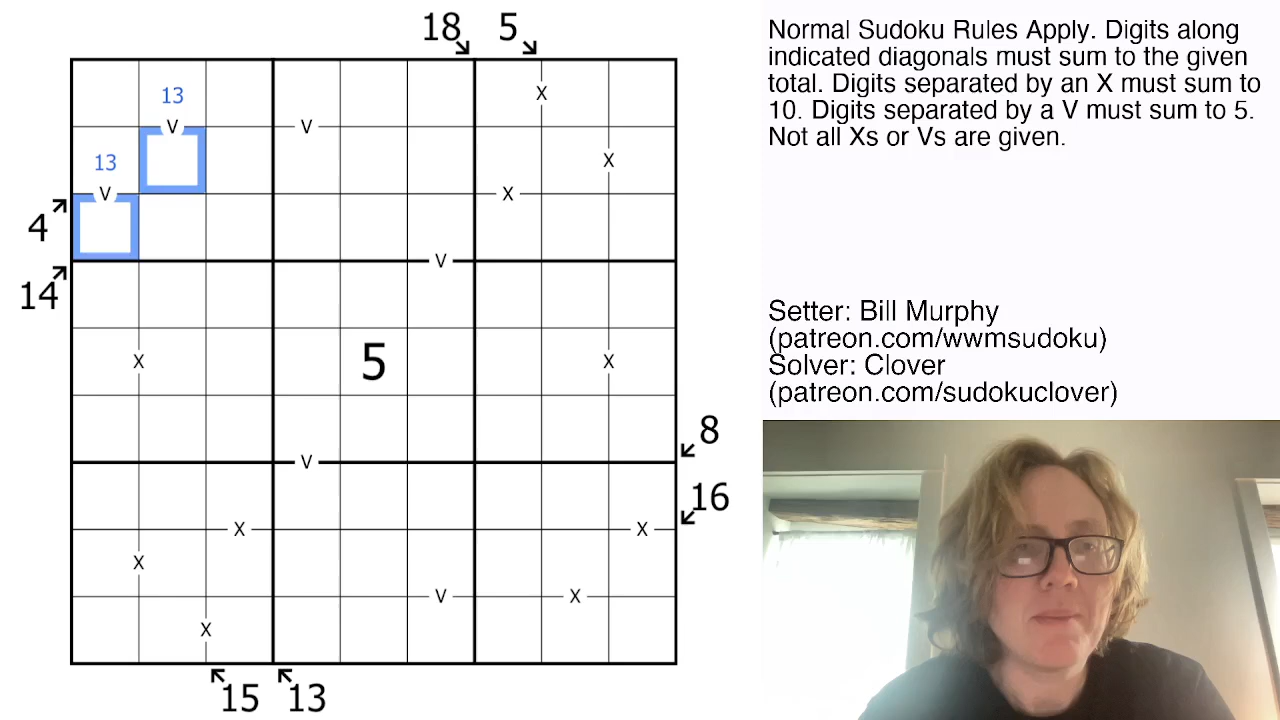 18 5
Normal Sudoku Rules Apply. Digits along
indicated diagonals must sum to the given
total. Digits separated by an X must sum to
10. Digits separated by a V must sum to 5.
Not all Xs or Vs are given.
13
X
V V
13
X
V X
4
V
14
Setter: Bill Murphy
(patreon.com/wwmsudoku)
Solver: Clover
(patreon.com/sudokuclover)
X 5 X
8
V
16
X X
X
V X
X
15 13